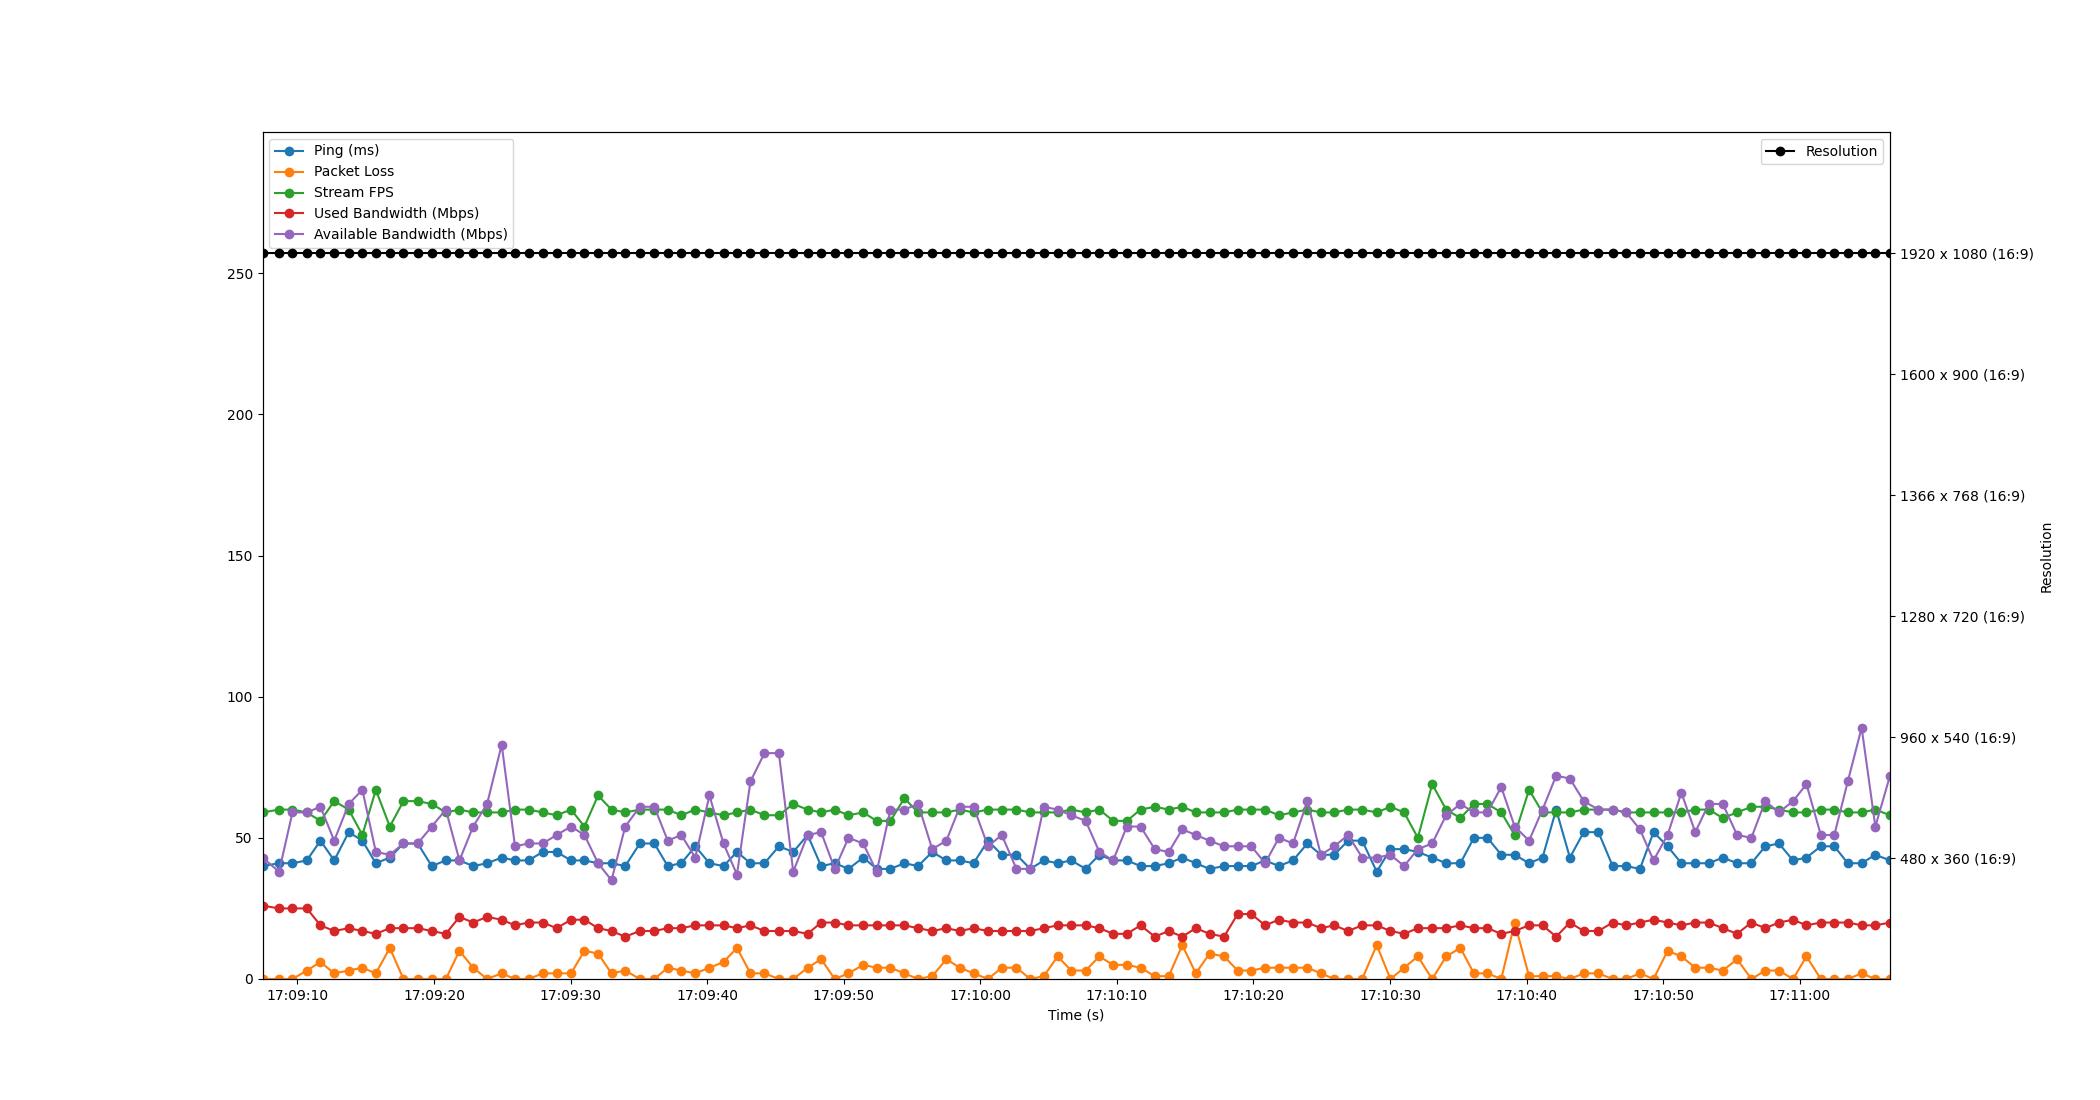 Ping (ms)
Packet Loss
Stream FPS
Used Bandwidth (Mbps)
Available Bandwidth (Mbps)
Resolution
250
200
150
100
50
0
1920 x 1080 (16:9)
1600 x 900 (16:9)
1366 x 768 (16:9)
1280 x 720 (16:9)
960 x 540 (16:9)
480 x 360 (16:9)
Resolution
17:09:10 17:09:20 17:09:30 17:09:40 17:09:50 17:10:00 17:10:10 17:10:20 17:10:30 17:10:40 17:10:50 17:11:00
Time (s)